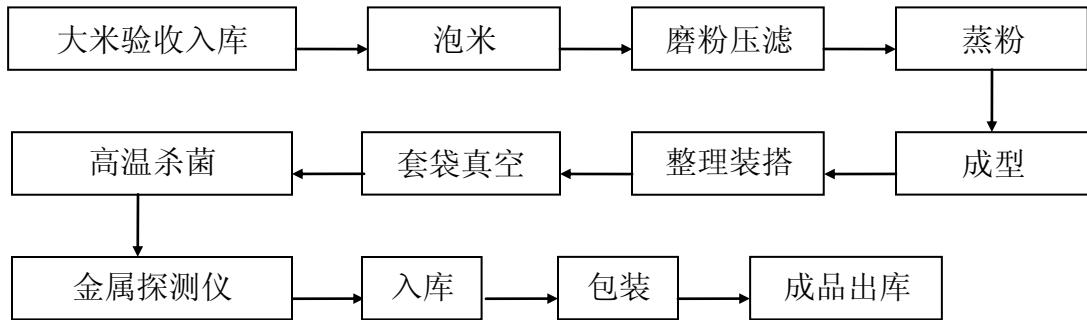 大米验收入库
泡米
磨粉压滤
蒸粉
成型
整理装搭
套袋真空
高温杀菌
金属探测仪
入库
包装
成品出库